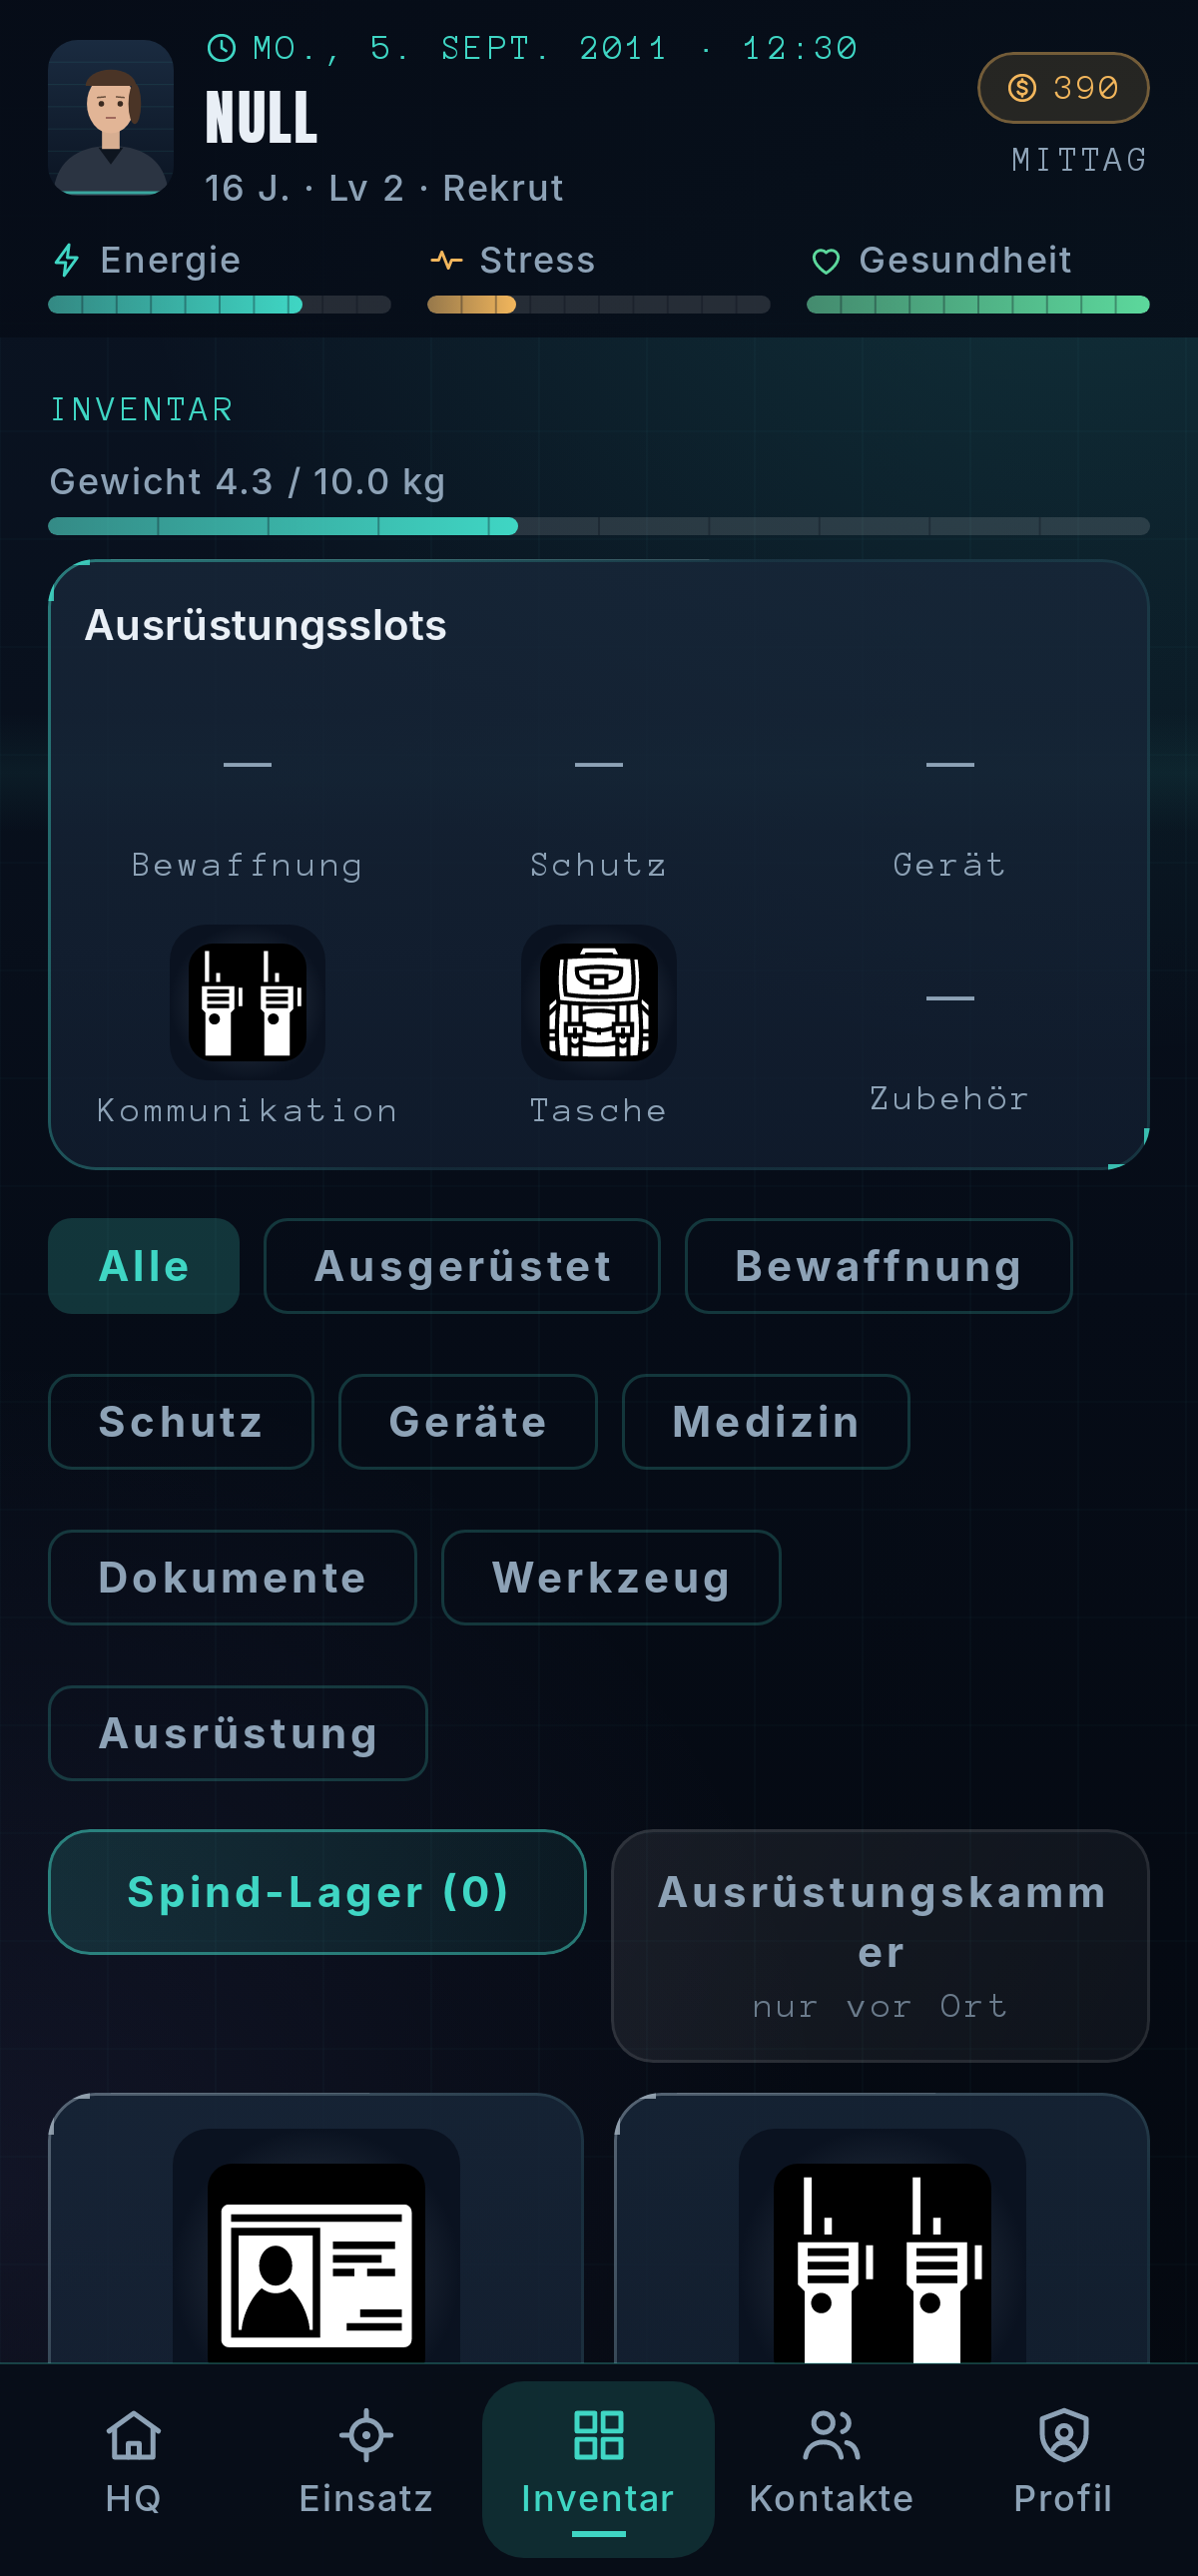 MO., 5. SEPT. 2011 · 12:30
NULL
16 J. · Lv 2 · Rekrut
390
MITTAG
Energie
Stress
Gesundheit
INVENTAR
Gewicht 4.3 / 10.0 kg
Ausrüstungsslots
— — —
Bewaffnung Schutz Gerät
—
Kommunikation Tasche Zubehör
Alle Ausgerüstet Bewaffnung
Schutz Geräte Medizin
Dokumente Werkzeug
Ausrüstung
Spind-Lager (0)
Ausrüstungskamm
er
nur vor Ort
HQ Einsatz Inventar Kontakte Profil